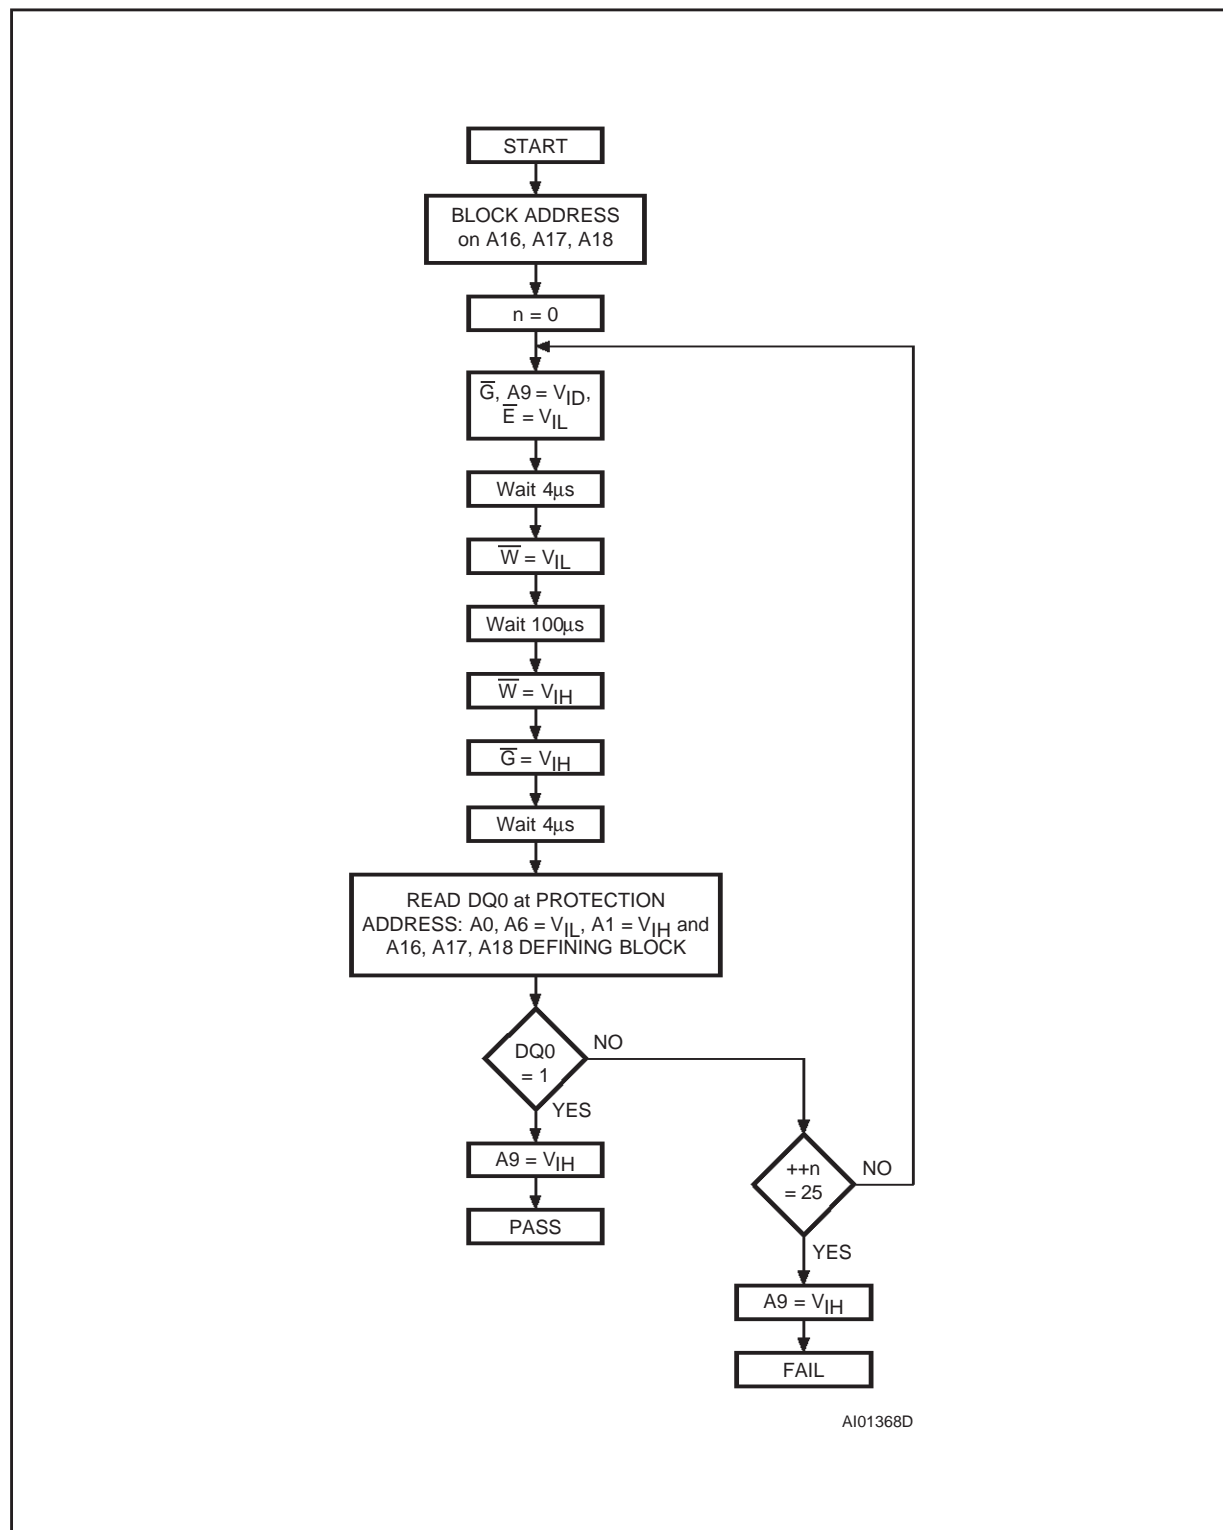 START
BLOCK ADDRESS
on A16, A17, A18
n = 0
G̅, A9 = VID,
E̅ = VIL
Wait 4µs
W̅ = VIL
Wait 100µs
W̅ = VIH
G̅ = VIH
Wait 4µs
READ DQ0 at PROTECTION
ADDRESS: A0, A6 = VIL, A1 = VIH and
A16, A17, A18 DEFINING BLOCK
DQ0
= 1
NO
YES
A9 = VIH
PASS
++n
= 25
NO
YES
A9 = VIH
FAIL
AI01368D